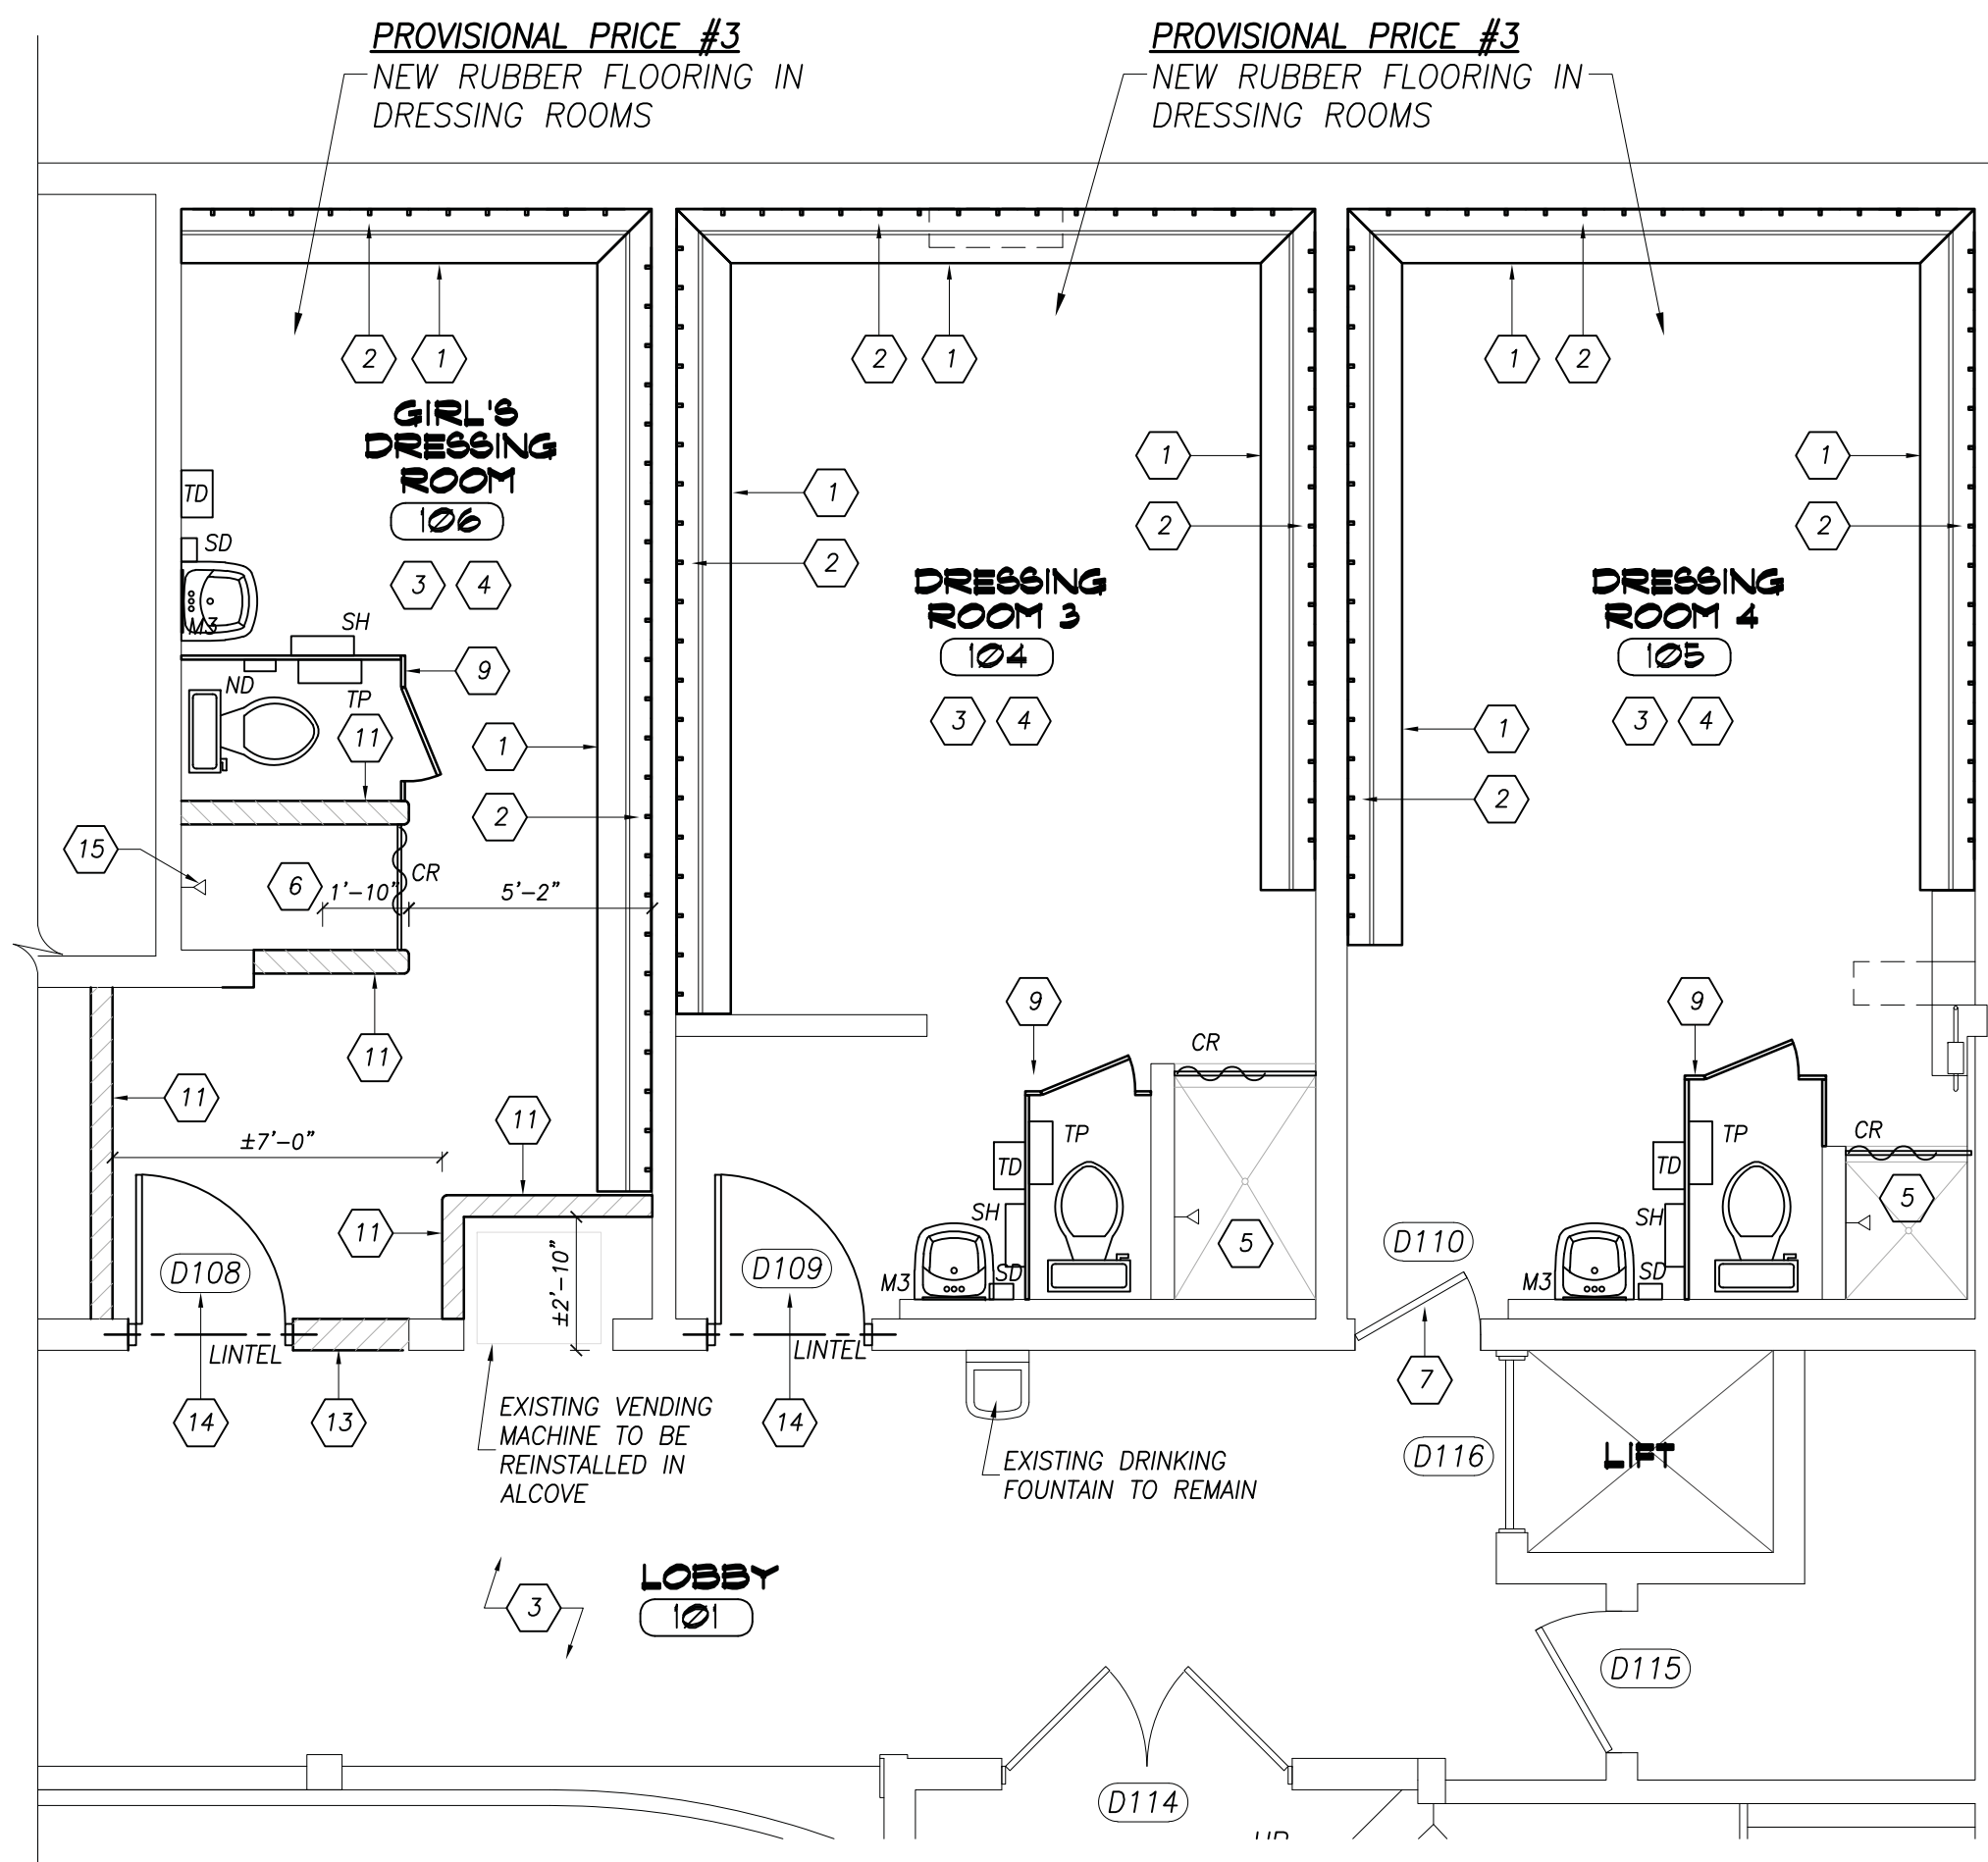 PROVISIONAL PRICE #3
NEW RUBBER FLOORING IN
DRESSING ROOMS
PROVISIONAL PRICE #3
NEW RUBBER FLOORING IN
DRESSING ROOMS
2
1
2
1
1
2
GIRL'S
DRESSING
ROOM
106
3
4
TD
SD
M3
SH
ND
TP
9
11
1
2
15
6
CR
1'-10"
5'-2"
11
11
±7'-0"
11
11
±2'-10"
D108
LINTEL
14
13
1
2
1
2
DRESSING
ROOM 3
104
3
4
9
CR
TP
TD
SH
SD
M3
5
D109
LINTEL
14
1
2
DRESSING
ROOM 4
105
3
4
1
2
9
CR
TP
TD
SH
SD
M3
5
D110
7
EXISTING VENDING
MACHINE TO BE
REINSTALLED IN
ALCOVE
EXISTING DRINKING
FOUNTAIN TO REMAIN
D116
LIFT
3
LOBBY
101
D115
D114